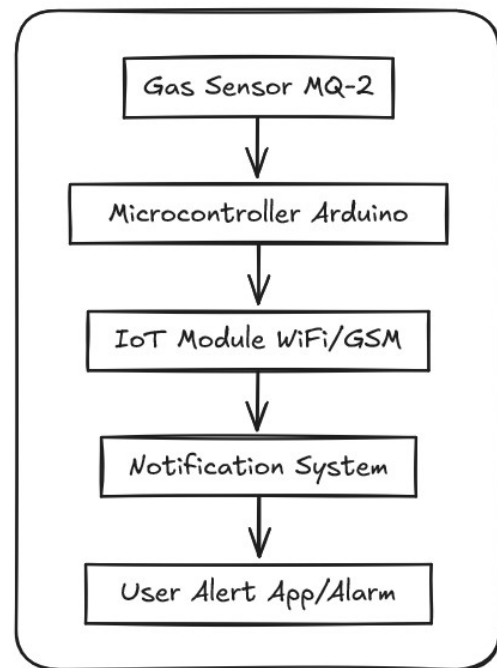 Gas Sensor MQ-2
Microcontroller Arduino
IoT Module WiFi/GSM
Notification System
User Alert App/Alarm